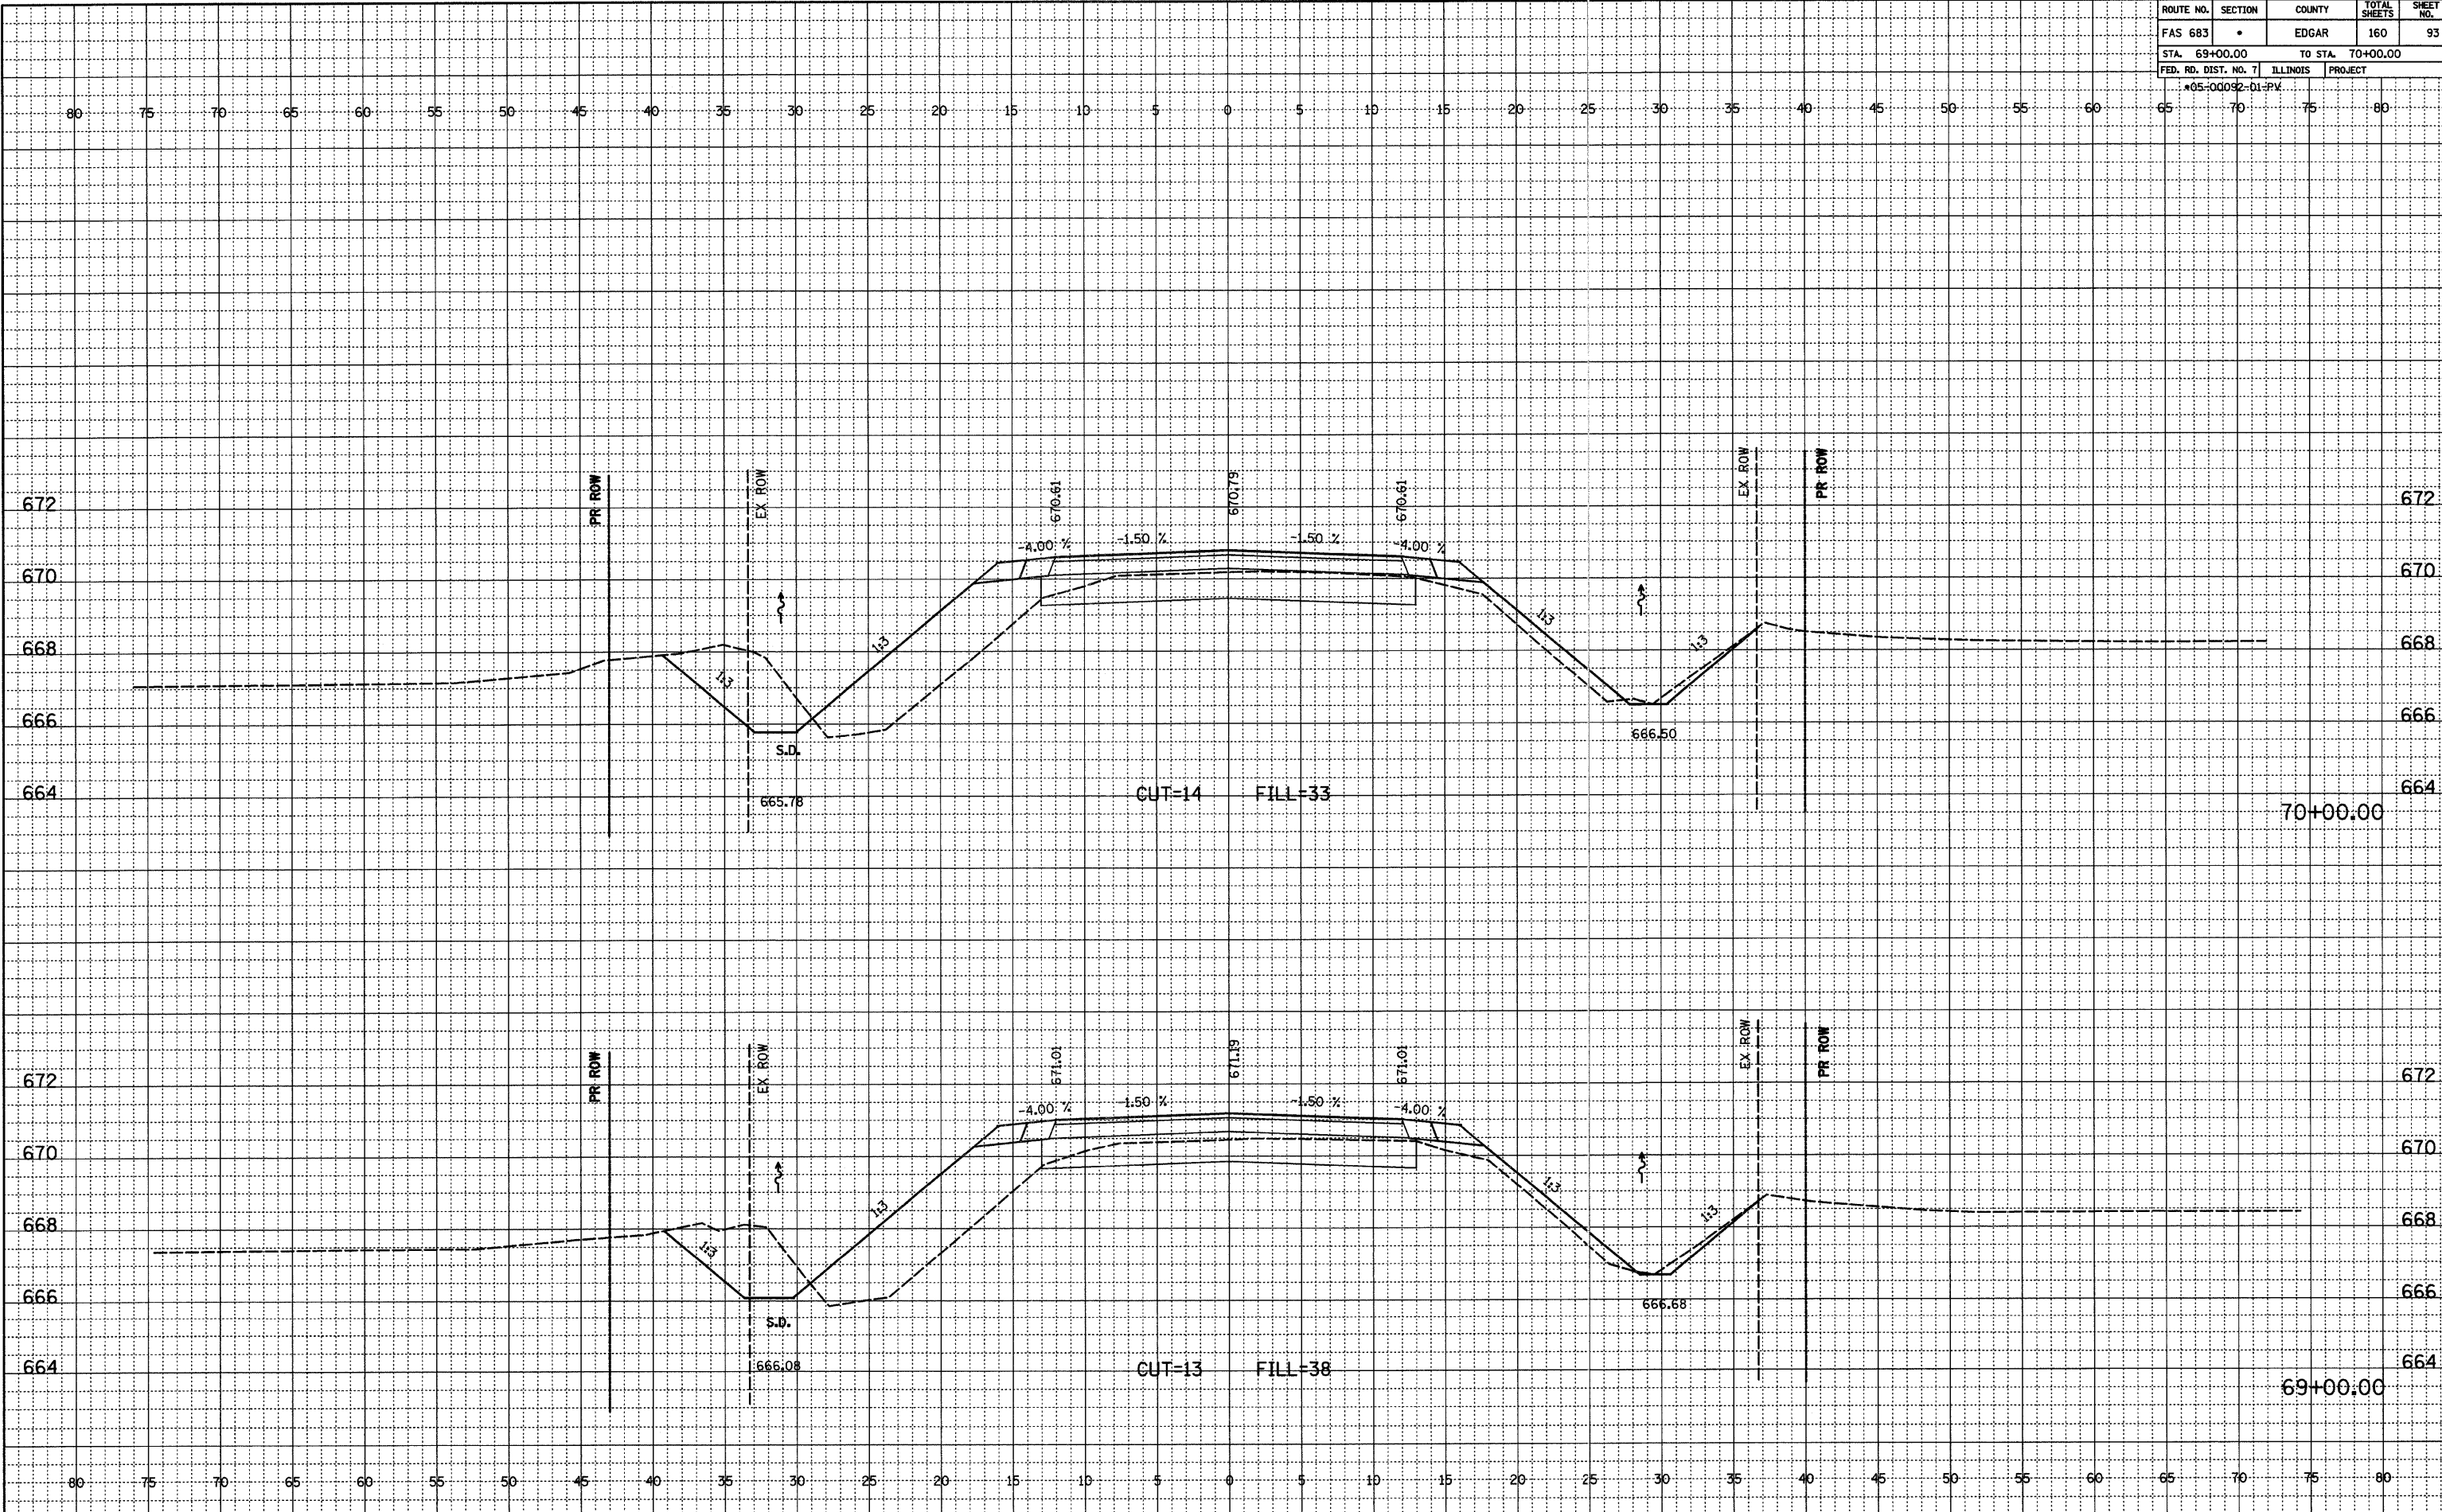 ROUTE NO. SECTION COUNTY TOTAL SHEETS SHEET NO.
FAS 683 * EDGAR 160 93
STA. 69+00.00 TO STA. 70+00.00
FED. RD. DIST. NO. 7 ILLINOIS PROJECT
*05-00092-01-PV
80 75 70 65 60 55 50 45 40 35 30 25 20 15 10 5 0 5 10 15 20 25 30 35 40 45 50 55 60 65 70 75 80
PR ROW EX ROW 670.61 670.79 670.61 EX ROW PR ROW
672 672
-4.00 % -1.50 % -1.50 % -4.00 %
670 670
1:3 1:3 1:3
668 668
1:3
666 666
S.D. 666.50
664 665.78 CUT=14 FILL=33 664
70+00.00
PR ROW EX ROW 671.01 671.19 671.01 EX ROW PR ROW
672 672
-4.00 % -1.50 % -1.50 % -4.00 %
670 670
1:3 1:3 1:3
668 668
1:3
666 666
S.D. 666.68
664 666.08 CUT=13 FILL=38 664
69+00.00
80 75 70 65 60 55 50 45 40 35 30 25 20 15 10 5 0 5 10 15 20 25 30 35 40 45 50 55 60 65 70 75 80